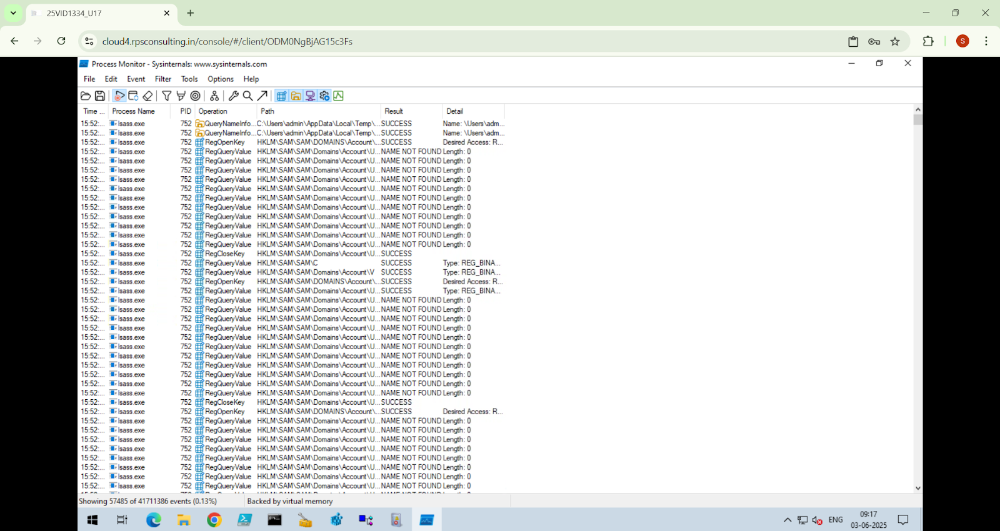 25VID1334_U17
cloud4.rpsconsulting.in/console/#/client/ODM0NgBjAG15c3Fs
S
Process Monitor - Sysinternals: www.sysinternals.com
File Edit Event Filter Tools Options Help
Time ... Process Name PID Operation Path Result Detail
15:52:... lsass.exe 752 QueryNameInfo... C:\Users\admin\AppData\Local\Temp\... SUCCESS Name: \Users\adm...
15:52:... lsass.exe 752 QueryNameInfo... C:\Users\admin\AppData\Local\Temp\... SUCCESS Name: \Users\adm...
15:52:... lsass.exe 752 RegOpenKey HKLM\SAM\SAM\DOMAINS\Account\... SUCCESS Desired Access: R...
15:52:... lsass.exe 752 RegQueryValue HKLM\SAM\SAM\Domains\Account\U... NAME NOT FOUND Length: 0
15:52:... lsass.exe 752 RegQueryValue HKLM\SAM\SAM\Domains\Account\U... NAME NOT FOUND Length: 0
15:52:... lsass.exe 752 RegQueryValue HKLM\SAM\SAM\Domains\Account\U... NAME NOT FOUND Length: 0
15:52:... lsass.exe 752 RegQueryValue HKLM\SAM\SAM\Domains\Account\U... NAME NOT FOUND Length: 0
15:52:... lsass.exe 752 RegQueryValue HKLM\SAM\SAM\Domains\Account\U... NAME NOT FOUND Length: 0
15:52:... lsass.exe 752 RegQueryValue HKLM\SAM\SAM\Domains\Account\U... NAME NOT FOUND Length: 0
15:52:... lsass.exe 752 RegQueryValue HKLM\SAM\SAM\Domains\Account\U... NAME NOT FOUND Length: 0
15:52:... lsass.exe 752 RegQueryValue HKLM\SAM\SAM\Domains\Account\U... NAME NOT FOUND Length: 0
15:52:... lsass.exe 752 RegQueryValue HKLM\SAM\SAM\Domains\Account\U... NAME NOT FOUND Length: 0
15:52:... lsass.exe 752 RegQueryValue HKLM\SAM\SAM\Domains\Account\U... NAME NOT FOUND Length: 0
15:52:... lsass.exe 752 RegQueryValue HKLM\SAM\SAM\Domains\Account\U... NAME NOT FOUND Length: 0
15:52:... lsass.exe 752 RegCloseKey HKLM\SAM\SAM\Domains\Account\U... SUCCESS
15:52:... lsass.exe 752 RegQueryValue HKLM\SAM\SAM\C SUCCESS Type: REG_BINA...
15:52:... lsass.exe 752 RegQueryValue HKLM\SAM\SAM\Domains\Account\V SUCCESS Type: REG_BINA...
15:52:... lsass.exe 752 RegOpenKey HKLM\SAM\SAM\DOMAINS\Account\... SUCCESS Desired Access: R...
15:52:... lsass.exe 752 RegQueryValue HKLM\SAM\SAM\Domains\Account\U... SUCCESS Type: REG_BINA...
15:52:... lsass.exe 752 RegQueryValue HKLM\SAM\SAM\Domains\Account\U... NAME NOT FOUND Length: 0
15:52:... lsass.exe 752 RegQueryValue HKLM\SAM\SAM\Domains\Account\U... NAME NOT FOUND Length: 0
15:52:... lsass.exe 752 RegQueryValue HKLM\SAM\SAM\Domains\Account\U... NAME NOT FOUND Length: 0
15:52:... lsass.exe 752 RegQueryValue HKLM\SAM\SAM\Domains\Account\U... NAME NOT FOUND Length: 0
15:52:... lsass.exe 752 RegQueryValue HKLM\SAM\SAM\Domains\Account\U... NAME NOT FOUND Length: 0
15:52:... lsass.exe 752 RegQueryValue HKLM\SAM\SAM\Domains\Account\U... NAME NOT FOUND Length: 0
15:52:... lsass.exe 752 RegQueryValue HKLM\SAM\SAM\Domains\Account\U... NAME NOT FOUND Length: 0
15:52:... lsass.exe 752 RegQueryValue HKLM\SAM\SAM\Domains\Account\U... NAME NOT FOUND Length: 0
15:52:... lsass.exe 752 RegQueryValue HKLM\SAM\SAM\Domains\Account\U... NAME NOT FOUND Length: 0
15:52:... lsass.exe 752 RegQueryValue HKLM\SAM\SAM\Domains\Account\U... NAME NOT FOUND Length: 0
15:52:... lsass.exe 752 RegQueryValue HKLM\SAM\SAM\Domains\Account\U... NAME NOT FOUND Length: 0
15:52:... lsass.exe 752 RegCloseKey HKLM\SAM\SAM\Domains\Account\U... SUCCESS
15:52:... lsass.exe 752 RegOpenKey HKLM\SAM\SAM\DOMAINS\Account\... SUCCESS Desired Access: R...
15:52:... lsass.exe 752 RegQueryValue HKLM\SAM\SAM\Domains\Account\U... NAME NOT FOUND Length: 0
15:52:... lsass.exe 752 RegQueryValue HKLM\SAM\SAM\Domains\Account\U... NAME NOT FOUND Length: 0
15:52:... lsass.exe 752 RegQueryValue HKLM\SAM\SAM\Domains\Account\U... NAME NOT FOUND Length: 0
15:52:... lsass.exe 752 RegQueryValue HKLM\SAM\SAM\Domains\Account\U... NAME NOT FOUND Length: 0
15:52:... lsass.exe 752 RegQueryValue HKLM\SAM\SAM\Domains\Account\U... NAME NOT FOUND Length: 0
15:52:... lsass.exe 752 RegQueryValue HKLM\SAM\SAM\Domains\Account\U... NAME NOT FOUND Length: 0
15:52:... lsass.exe 752 RegQueryValue HKLM\SAM\SAM\Domains\Account\U... NAME NOT FOUND Length: 0
15:52:... lsass.exe 752 RegQueryValue HKLM\SAM\SAM\Domains\Account\U... NAME NOT FOUND Length: 0
Showing 57485 of 41711386 events (0.13%) Backed by virtual memory
ENG 09:17
03-06-2025